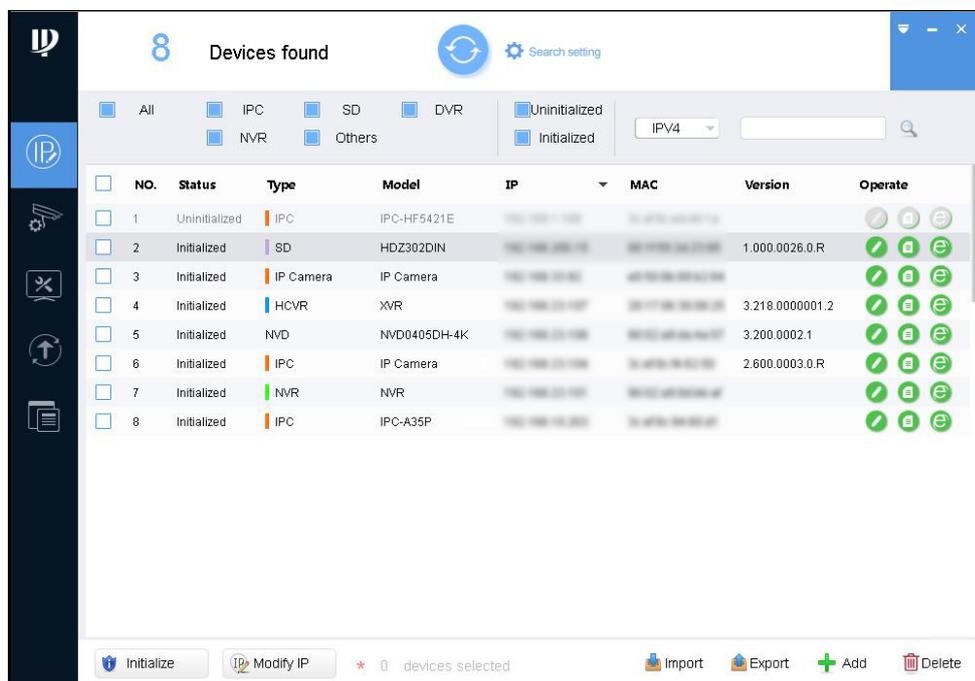 8 Devices found Search setting
All IPC SD DVR Uninitialized
NVR Others Initialized IPV4
NO. Status Type Model IP MAC Version Operate
1 Uninitialized IPC IPC-HF5421E
2 Initialized SD HDZ302DIN 1.000.0026.0.R
3 Initialized IP Camera IP Camera
4 Initialized HCVR XVR 3.218.0000001.2
5 Initialized NVD NVD0405DH-4K 3.200.0002.1
6 Initialized IPC IP Camera 2.600.0003.0.R
7 Initialized NVR NVR
8 Initialized IPC IPC-A35P
Initialize IP Modify IP * 0 devices selected Import Export Add Delete